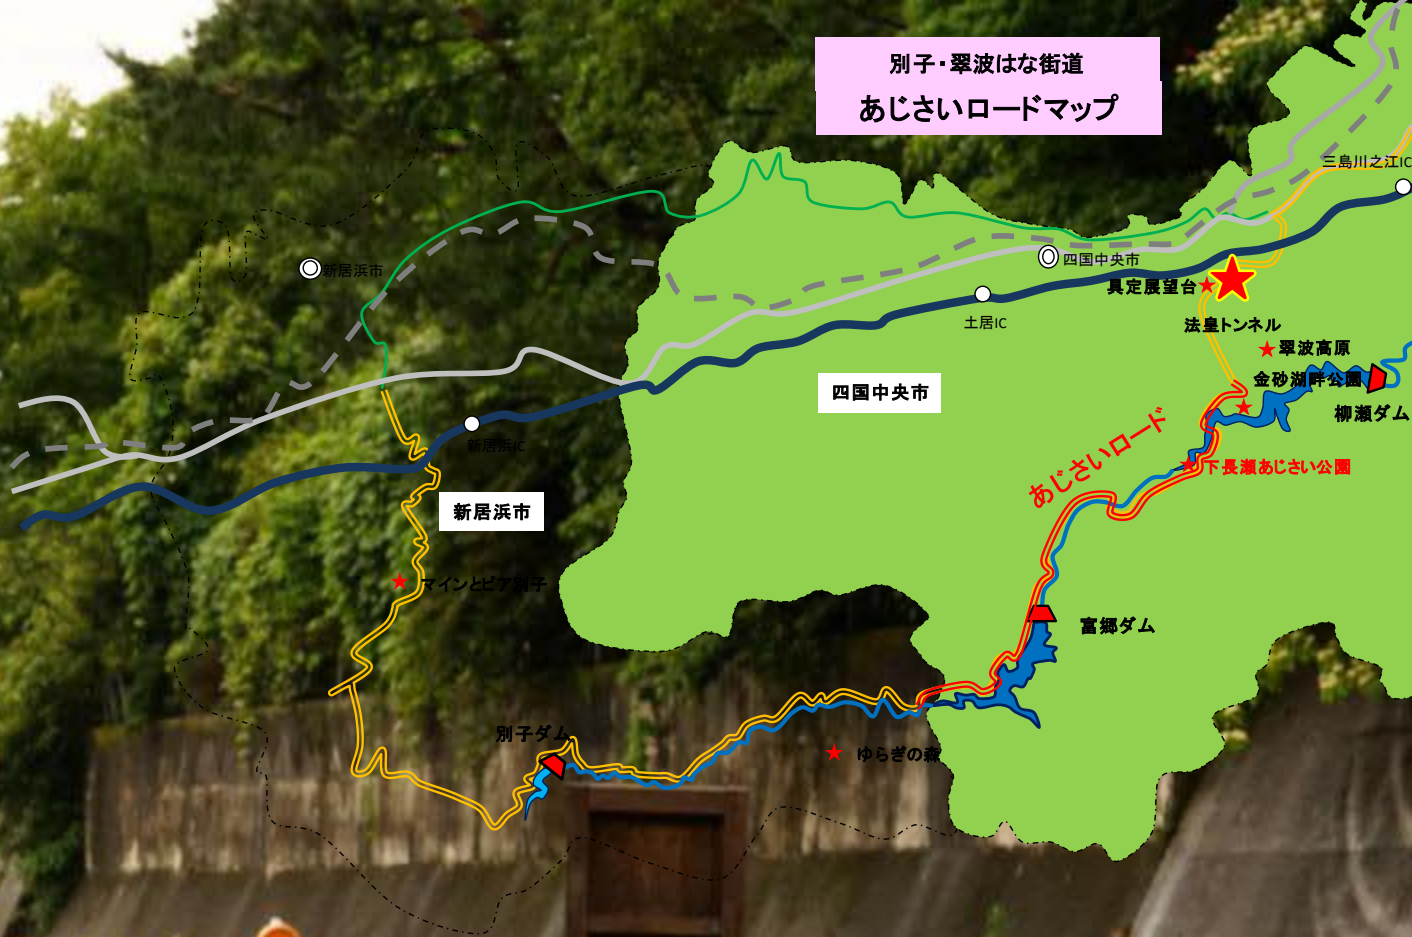 別子・翠波はな街道
あじさいロードマップ
三島川之江IC
新居浜市
四国中央市
具定展望台
土居IC
法皇トンネル
翠波高原
金砂湖畔公園
四国中央市
柳瀬ダム
あじさいロード
新居浜IC
下長瀬あじさい公園
新居浜市
マイントピア別子
富郷ダム
別子ダム
ゆらぎの森